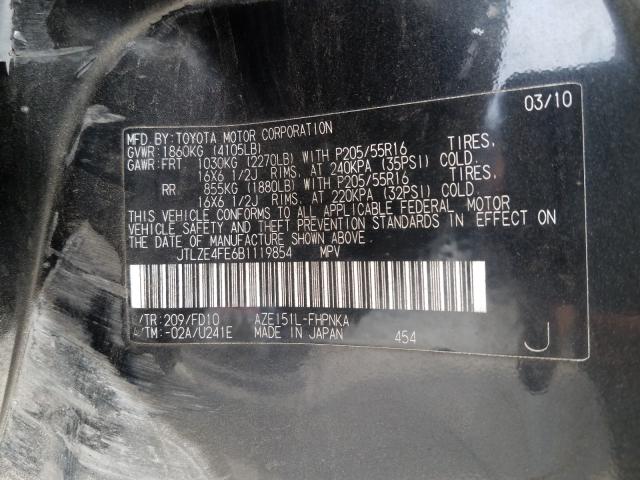 03/10
MFD.BY:TOYOTA MOTOR CORPORATION
GVWR:1860KG (4105LB)
GAWR:FRT 1030KG (2270LB) WITH P205/55R16 TIRES,
16X6 1/2J RIMS, AT 240KPA (35PSI) COLD.
RR 855KG (1880LB) WITH P205/55R16 TIRES,
16X6 1/2J RIMS, AT 220KPA (32PSI) COLD.
THIS VEHICLE CONFORMS TO ALL APPLICABLE FEDERAL MOTOR
VEHICLE SAFETY AND THEFT PREVENTION STANDARDS IN EFFECT ON
THE DATE OF MANUFACTURE SHOWN ABOVE.
JTLZE4FE6B1119854 MPV
/TR:209/FD10 AZE151L-FHPNKA
/TM:-02A/U241E MADE IN JAPAN 454 J